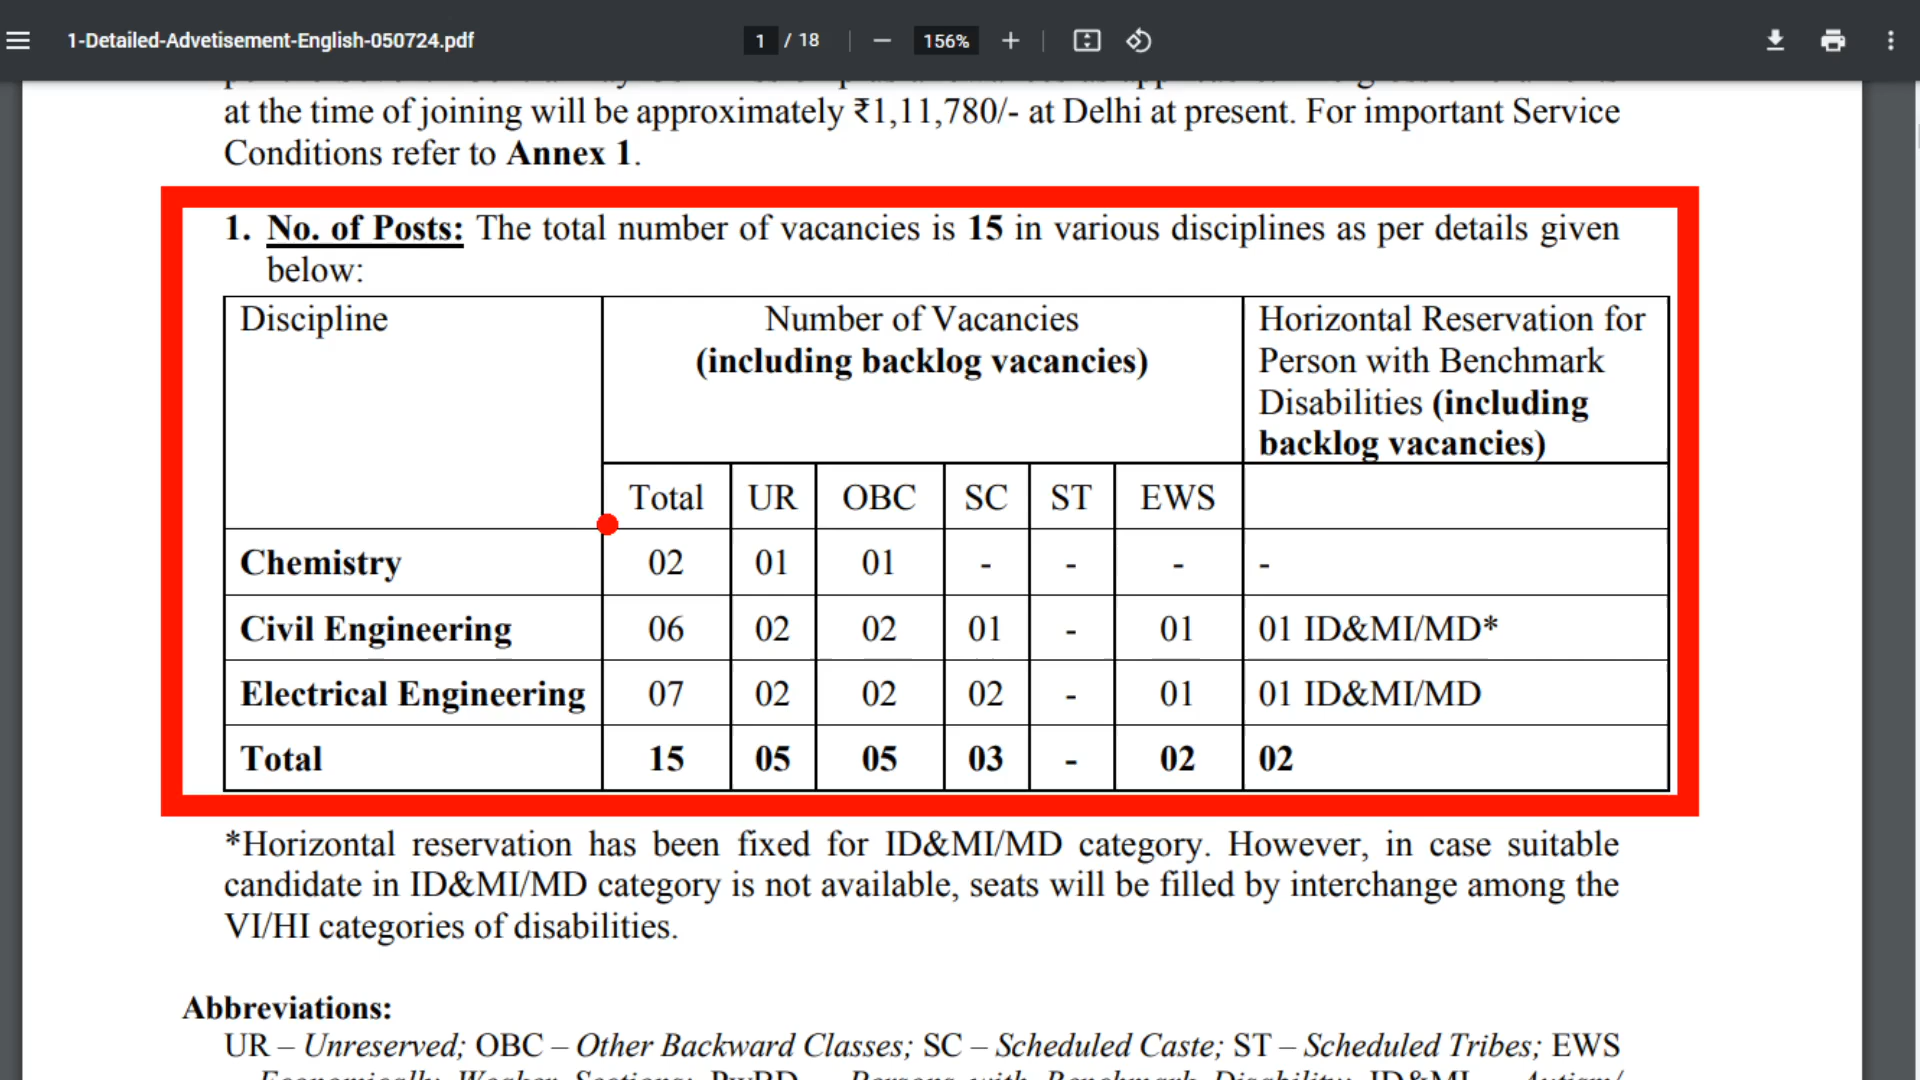 1-Detailed-Advetisement-English-050724.pdf
1 / 18
156%
at the time of joining will be approximately ₹1,11,780/- at Delhi at present. For important Service
Conditions refer to Annex 1.
1. No. of Posts: The total number of vacancies is 15 in various disciplines as per details given
below:
Discipline
Number of Vacancies
(including backlog vacancies)
Horizontal Reservation for
Person with Benchmark
Disabilities (including
backlog vacancies)
Total UR OBC SC ST EWS
Chemistry 02 01 01 - - - -
Civil Engineering 06 02 02 01 - 01 01 ID&MI/MD*
Electrical Engineering 07 02 02 02 - 01 01 ID&MI/MD
Total 15 05 05 03 - 02 02
*Horizontal reservation has been fixed for ID&MI/MD category. However, in case suitable
candidate in ID&MI/MD category is not available, seats will be filled by interchange among the
VI/HI categories of disabilities.
Abbreviations:
UR – Unreserved; OBC – Other Backward Classes; SC – Scheduled Caste; ST – Scheduled Tribes; EWS